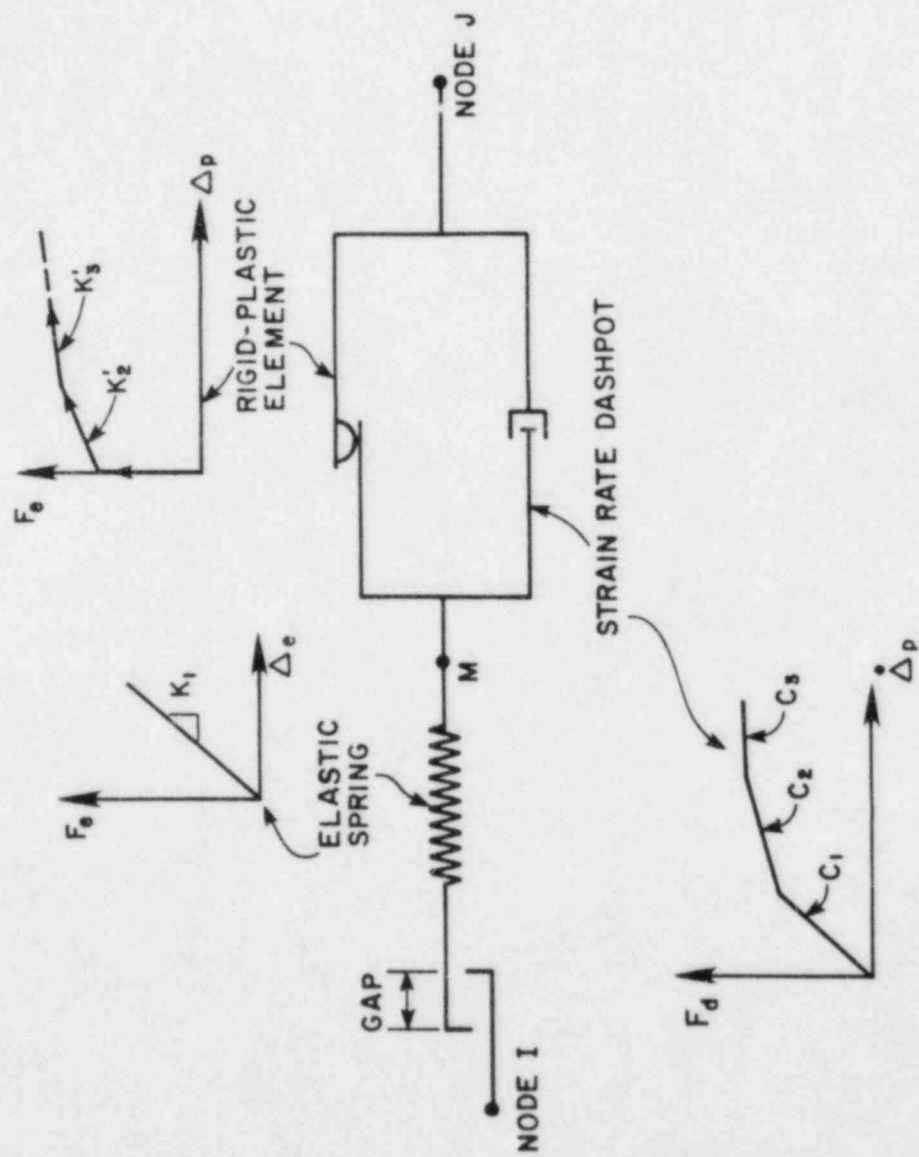 Fe
K'2
K'3
Δp
RIGID-PLASTIC
ELEMENT
Fe
K1
Δe
ELASTIC
SPRING
GAP
NODE I
M
NODE J
STRAIN RATE DASHPOT
Fd
C1
C2
C3
Δ̇p